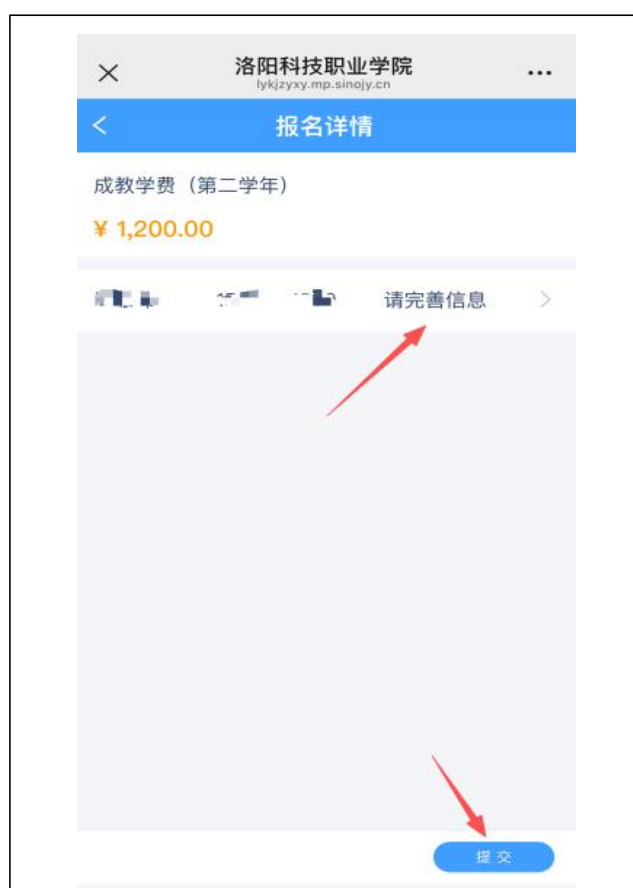 洛阳科技职业学院
lykjzyxy.mp.sinojy.cn
报名详情
成教学费（第二学年）
¥ 1,200.00
请完善信息
提 交